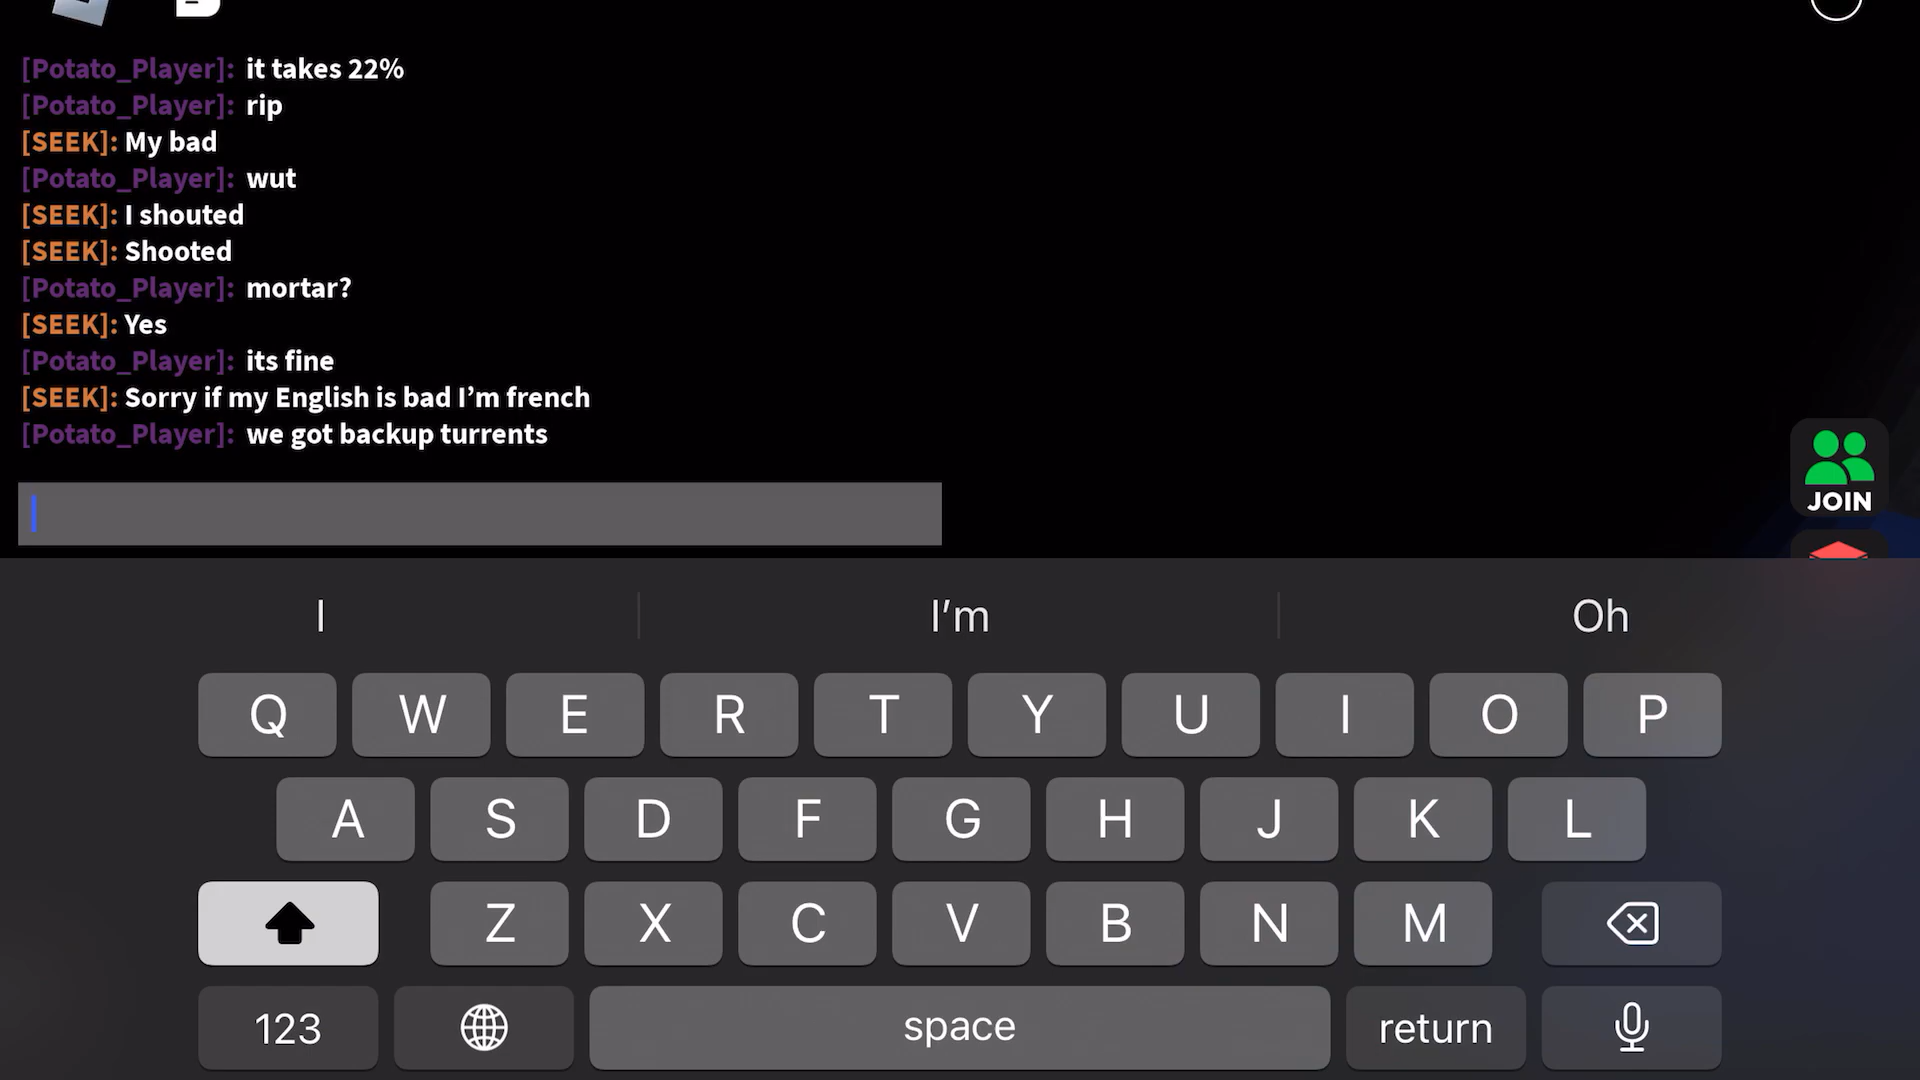 [Potato_Player]: it takes 22%
[Potato_Player]: rip
[SEEK]: My bad
[Potato_Player]: wut
[SEEK]: I shouted
[SEEK]: Shooted
[Potato_Player]: mortar?
[SEEK]: Yes
[Potato_Player]: its fine
[SEEK]: Sorry if my English is bad I’m french
[Potato_Player]: we got backup turrents
JOIN
I I’m Oh
Q W E R T Y U I O P
A S D F G H J K L
Z X C V B N M
123 space return